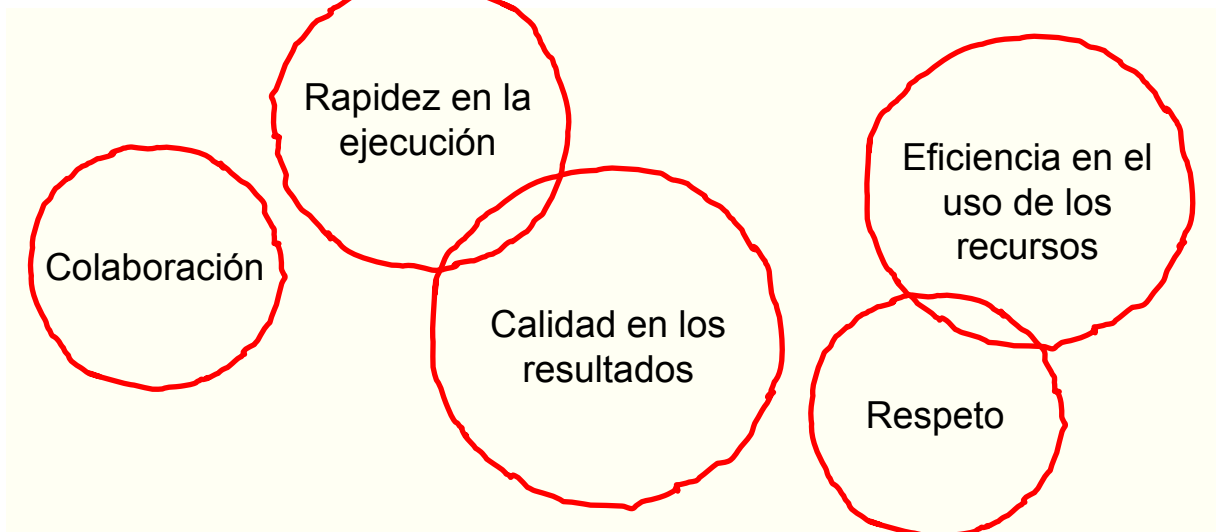 Rapidez en la
ejecución
Colaboración
Calidad en los
resultados
Eficiencia en el
uso de los
recursos
Respeto